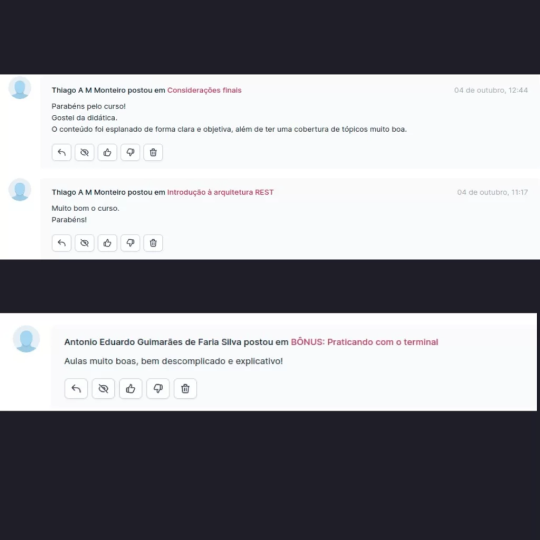 Thiago A M Monteiro postou em Considerações finais
04 de outubro, 12:44
Parabéns pelo curso!
Gostei da didática.
O conteúdo foi esplanado de forma clara e objetiva, além de ter uma cobertura de tópicos muito boa.
Thiago A M Monteiro postou em Introdução à arquitetura REST
04 de outubro, 11:17
Muito bom o curso.
Parabéns!
Antonio Eduardo Guimarães de Faria Silva postou em BÔNUS: Praticando com o terminal
Aulas muito boas, bem descomplicado e explicativo!